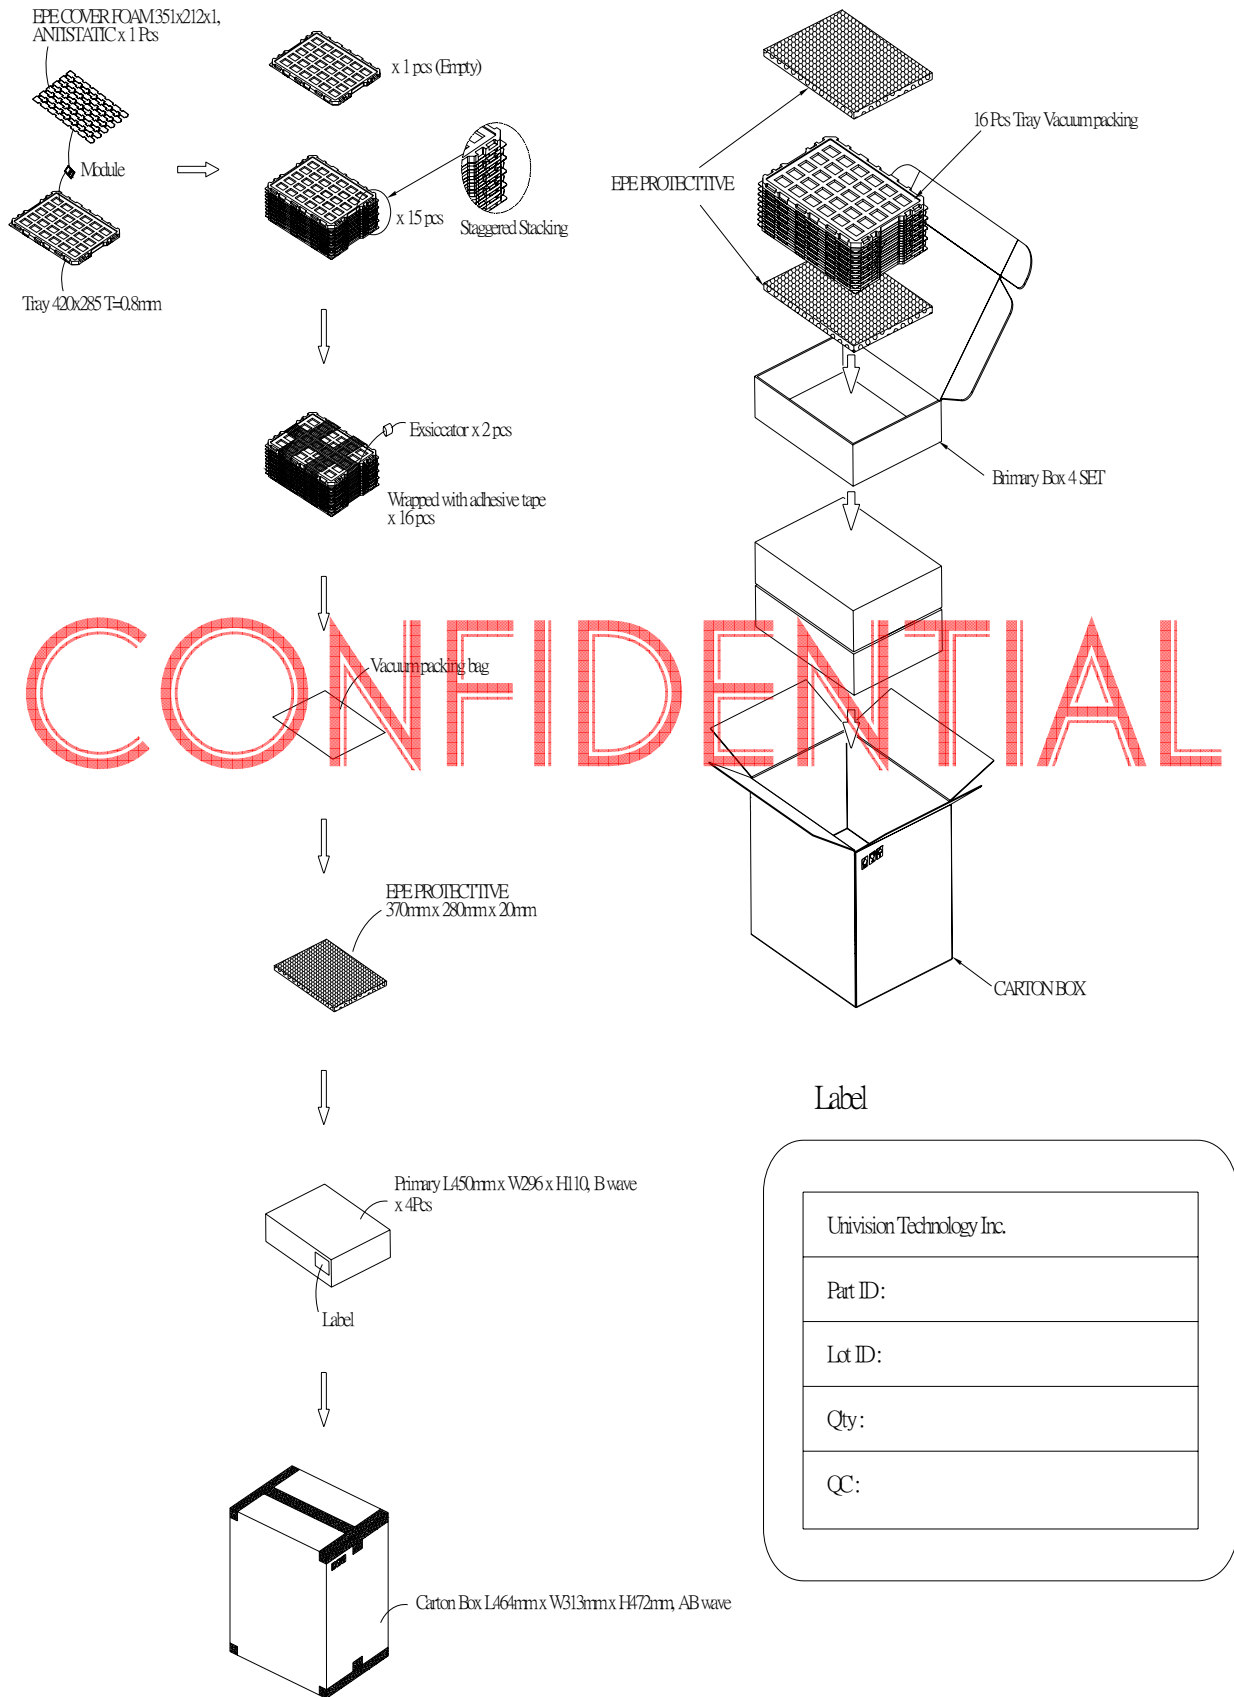 EPE COVER FOAM 351x212x1,
ANTISTATIC x 1 Pcs
x 1 pcs (Empty)
Module
x 15 pcs
Staggered Stacking
Tray 420x285 T=0.8mm
Exsiccator x 2 pcs
Wrapped with adhesive tape
x 16 pcs
Vacuum packing bag
EPE PROTECTTIVE
370mm x 280mm x 20mm
Primary L450mm x W296 x H110, B wave
x 4Pcs
Label
Carton Box L464mm x W313mm x H472mm, AB wave
16 Pcs Tray Vacuum packing
EPE PROTECTTIVE
Brimary Box 4 SET
CONFIDENTIAL
CARTON BOX
Label
Univision Technology Inc.
Part ID :
Lot ID :
Q'ty :
QC :